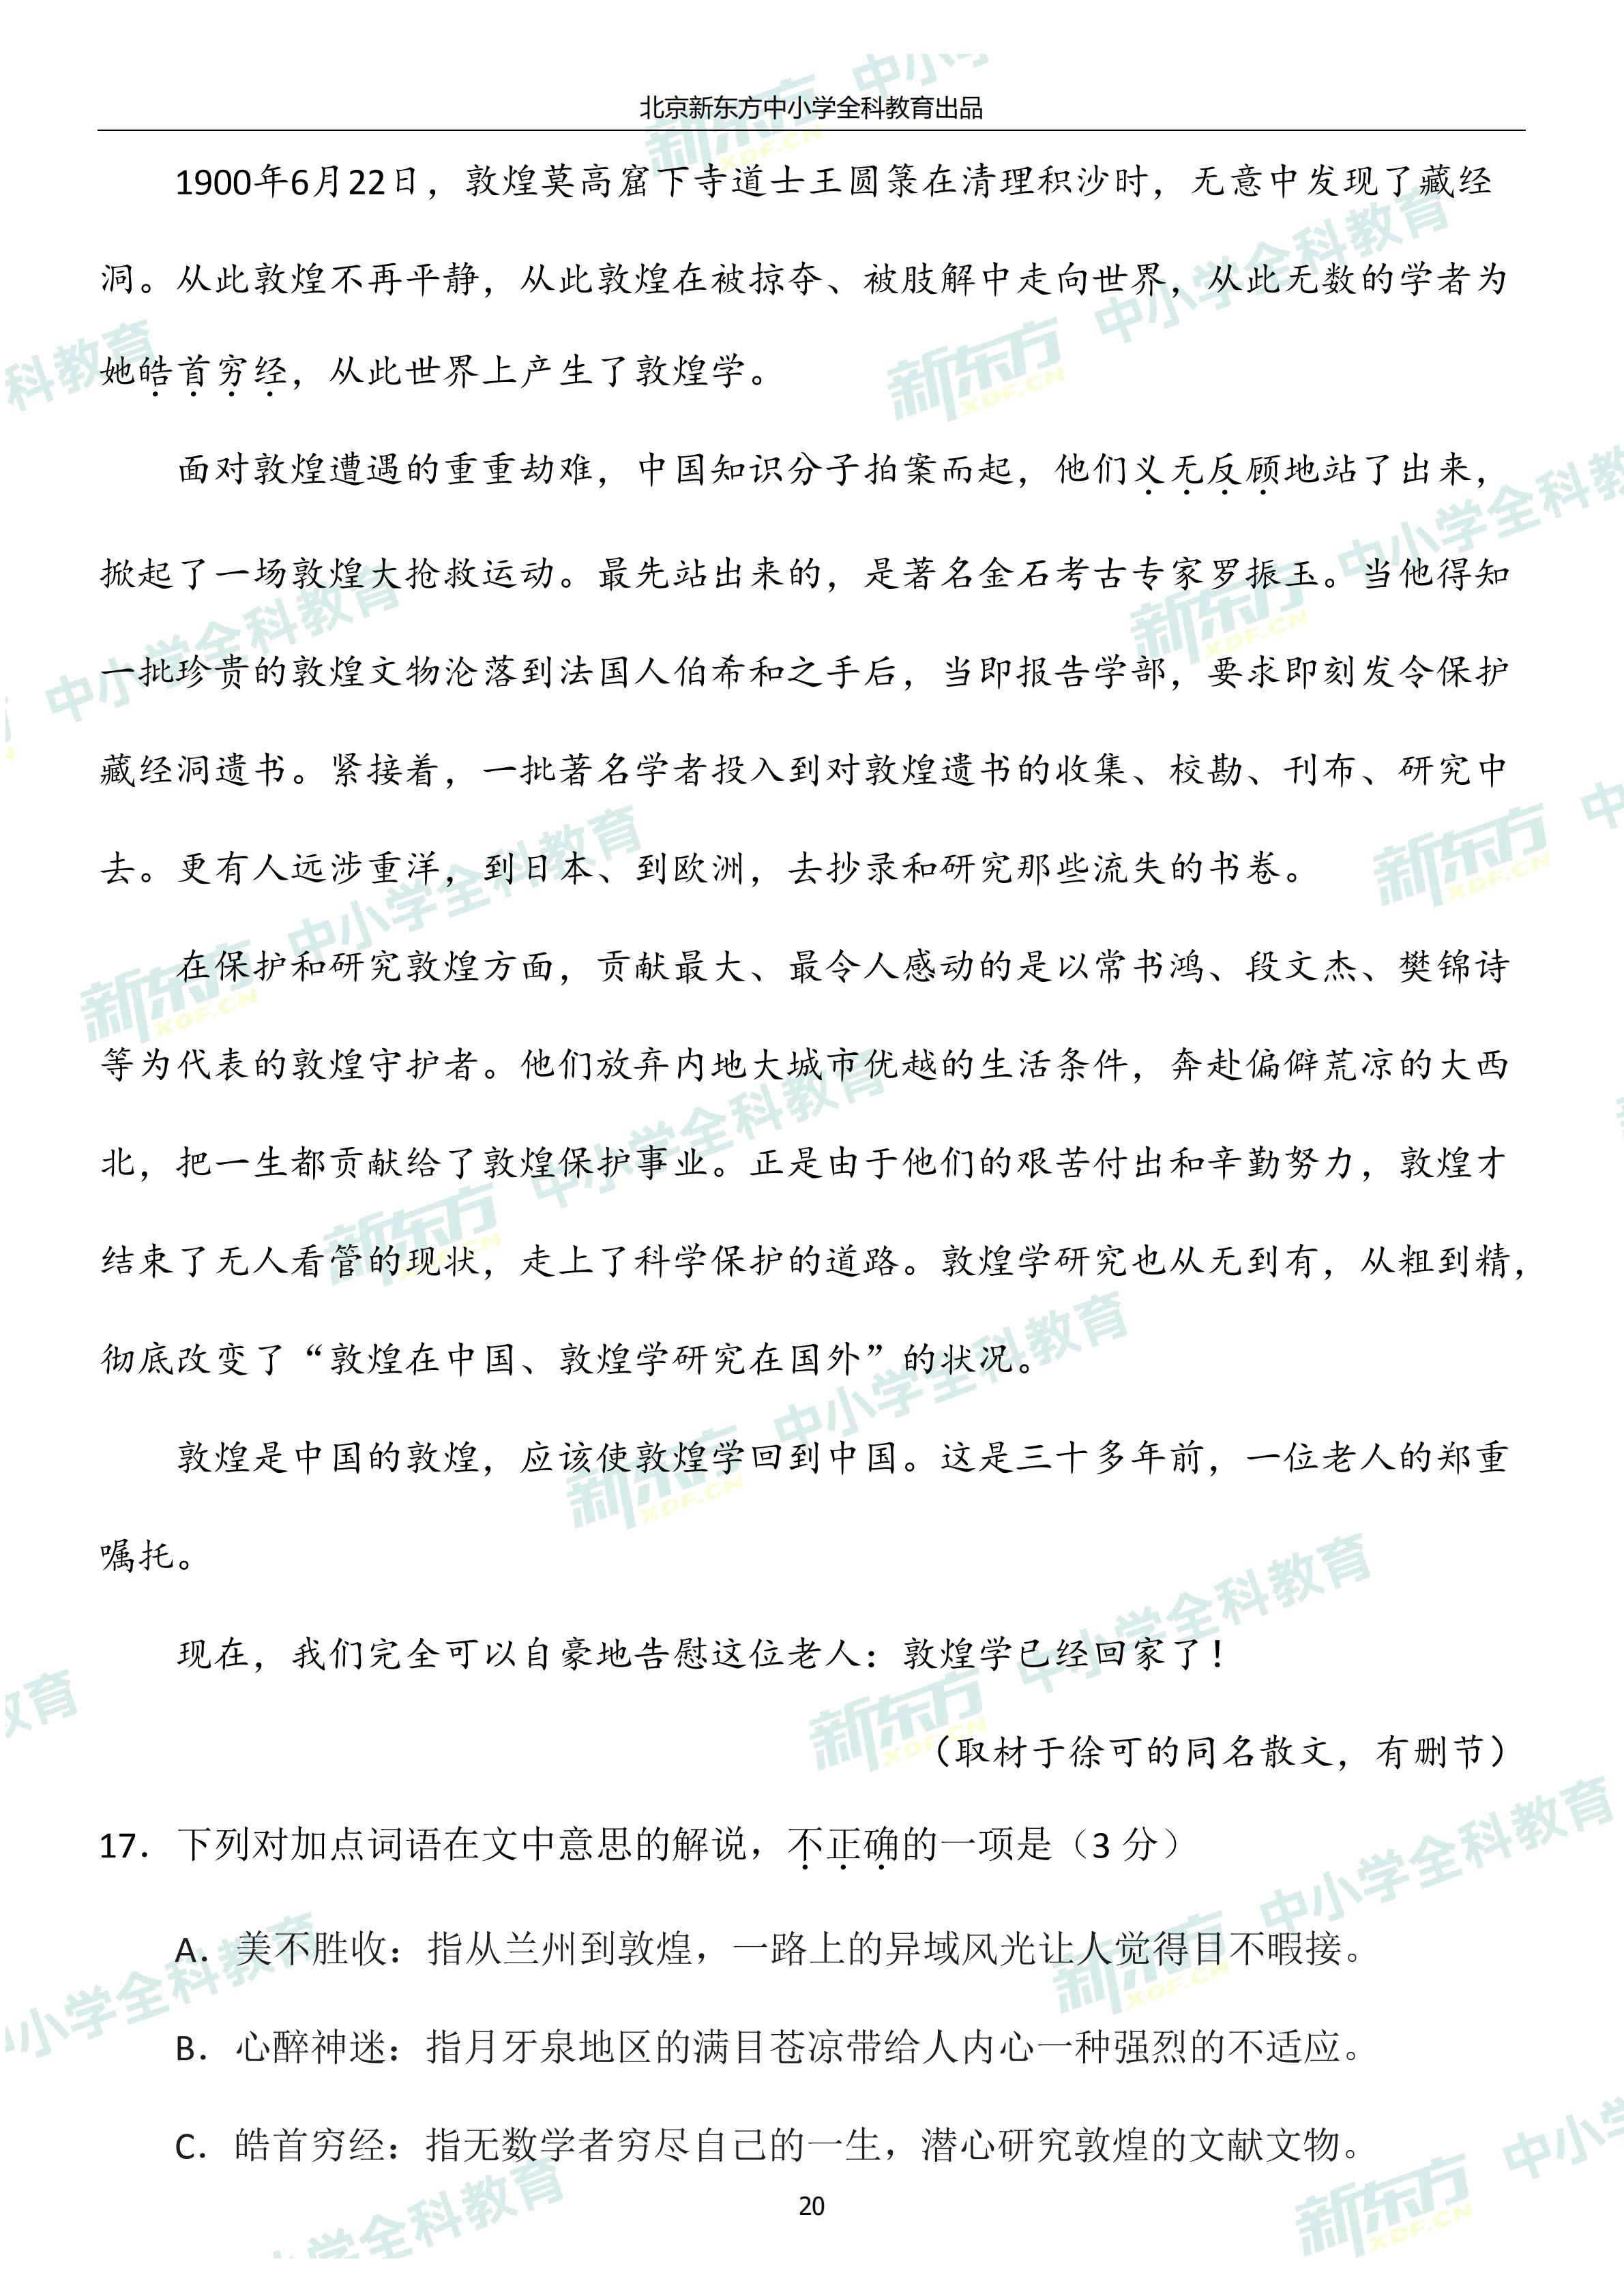 北京新东方中小学全科教育出品
1900年6月22日，敦煌莫高窟下寺道士王圆箓在清理积沙时，无意中发现了藏经
洞。从此敦煌不再平静，从此敦煌在被掠夺、被肢解中走向世界，从此无数的学者为
她皓首穷经，从此世界上产生了敦煌学。
面对敦煌遭遇的重重劫难，中国知识分子拍案而起，他们义无反顾地站了出来，
掀起了一场敦煌大抢救运动。最先站出来的，是著名金石考古专家罗振玉。当他得知
一批珍贵的敦煌文物沦落到法国人伯希和之手后，当即报告学部，要求即刻发令保护
藏经洞遗书。紧接着，一批著名学者投入到对敦煌遗书的收集、校勘、刊布、研究中
去。更有人远涉重洋，到日本、到欧洲，去抄录和研究那些流失的书卷。
在保护和研究敦煌方面，贡献最大、最令人感动的是以常书鸿、段文杰、樊锦诗
等为代表的敦煌守护者。他们放弃内地大城市优越的生活条件，奔赴偏僻荒凉的大西
北，把一生都贡献给了敦煌保护事业。正是由于他们的艰苦付出和辛勤努力，敦煌才
结束了无人看管的现状，走上了科学保护的道路。敦煌学研究也从无到有，从粗到精，
彻底改变了“敦煌在中国、敦煌学研究在国外”的状况。
敦煌是中国的敦煌，应该使敦煌学回到中国。这是三十多年前，一位老人的郑重
嘱托。
现在，我们完全可以自豪地告慰这位老人：敦煌学已经回家了！
（取材于徐可的同名散文，有删节）
17．下列对加点词语在文中意思的解说，不正确的一项是（3 分）
A．美不胜收：指从兰州到敦煌，一路上的异域风光让人觉得目不暇接。
B．心醉神迷：指月牙泉地区的满目苍凉带给人内心一种强烈的不适应。
C．皓首穷经：指无数学者穷尽自己的一生，潜心研究敦煌的文献文物。
20